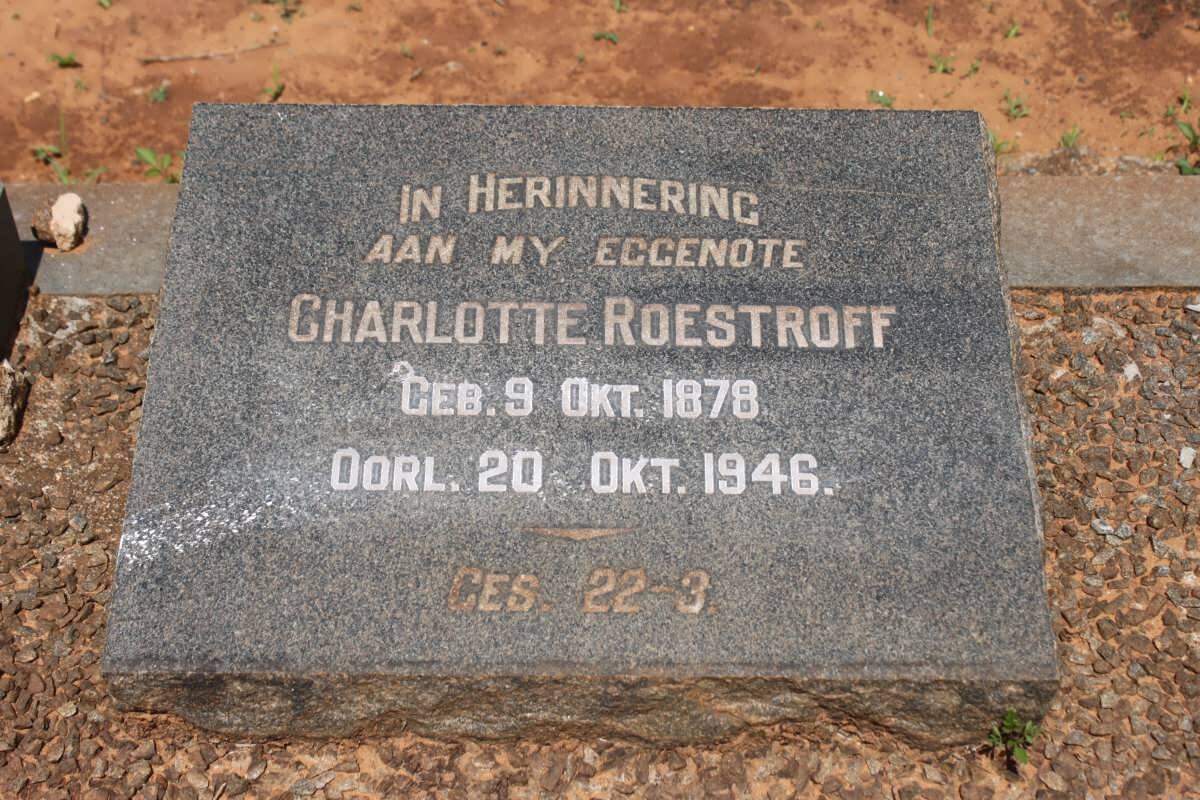 IN HERINNERING
AAN MY EGGENOTE
CHARLOTTE ROESTROFF
GEB. 9 OKT. 1878
OORL. 20 OKT. 1946.
GES. 22-3.